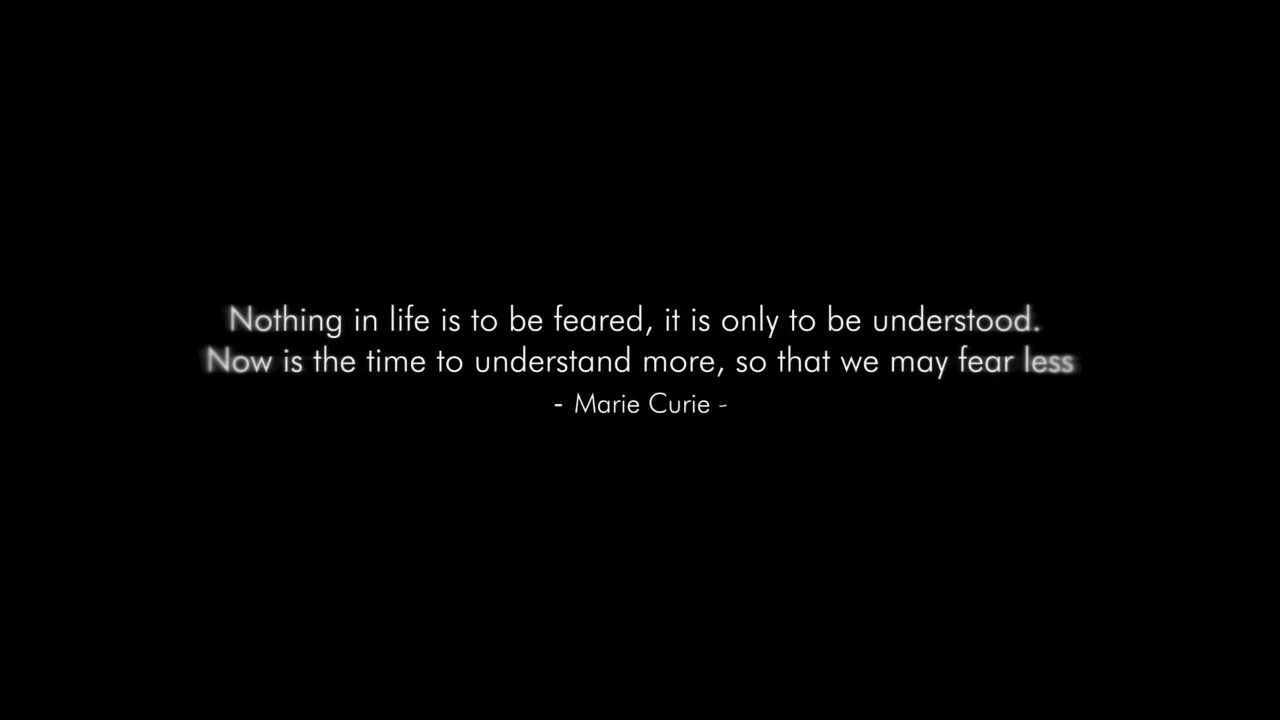 Nothing in life is to be feared, it is only to be understood.
Now is the time to understand more, so that we may fear less
- Marie Curie -